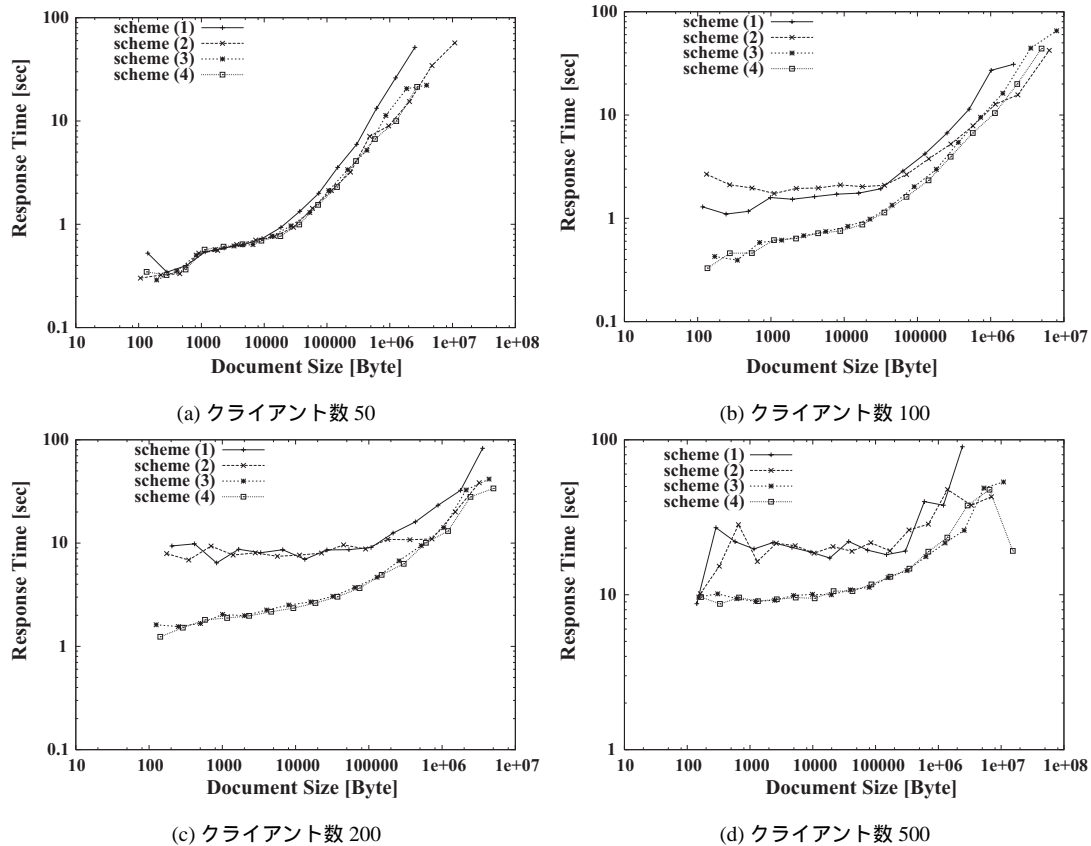 100
10
1
0.1
Response Time [sec]
scheme (1)
scheme (2)
scheme (3)
scheme (4)
10 100 1000 10000 100000 1e+06 1e+07 1e+08
Document Size [Byte]
(a) クライアント数 50
100
10
1
0.1
Response Time [sec]
scheme (1)
scheme (2)
scheme (3)
scheme (4)
10 100 1000 10000 100000 1e+06 1e+07
Document Size [Byte]
(b) クライアント数 100
100
10
1
0.1
Response Time [sec]
scheme (1)
scheme (2)
scheme (3)
scheme (4)
10 100 1000 10000 100000 1e+06 1e+07
Document Size [Byte]
(c) クライアント数 200
100
10
1
Response Time [sec]
scheme (1)
scheme (2)
scheme (3)
scheme (4)
10 100 1000 10000 100000 1e+06 1e+07 1e+08
Document Size [Byte]
(d) クライアント数 500